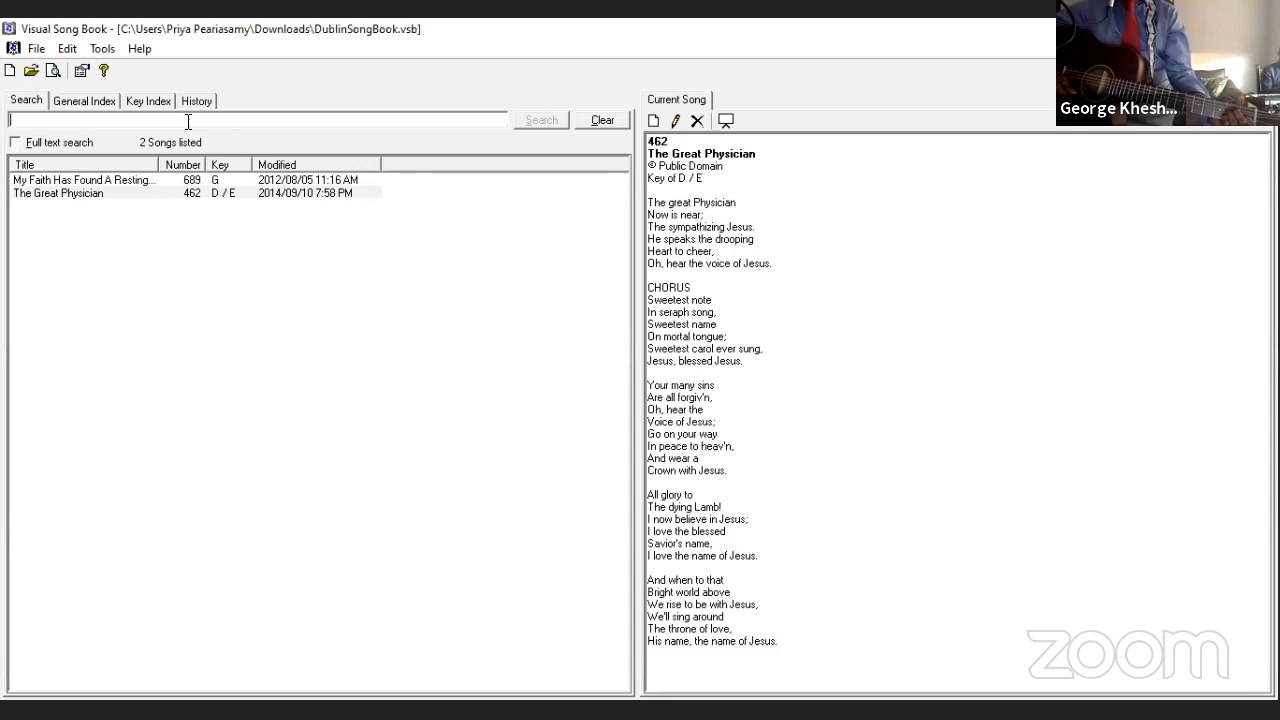 Visual Song Book - [C:\Users\Priya Peariasamy\Downloads\DublinSongBook.vsb]
File Edit Tools Help
Search General Index Key Index History
Search Clear
Full text search 2 Songs listed
Title Number Key Modified
My Faith Has Found A Resting... 689 G 2012/08/05 11:16 AM
The Great Physician 462 D / E 2014/09/10 7:58 PM
Current Song
462
The Great Physician
© Public Domain
Key of D / E
The great Physician
Now is near;
The sympathizing Jesus.
He speaks the drooping
Heart to cheer,
Oh, hear the voice of Jesus.
CHORUS
Sweetest note
In seraph song,
Sweetest name
On mortal tongue;
Sweetest carol ever sung,
Jesus, blessed Jesus.
Your many sins
Are all forgiv'n,
Oh, hear the
Voice of Jesus;
Go on your way
In peace to heav'n,
And wear a
Crown with Jesus.
All glory to
The dying Lamb!
I now believe in Jesus;
I love the blessed
Savior's name,
I love the name of Jesus.
And when to that
Bright world above
We rise to be with Jesus,
We'll sing around
The throne of love,
His name, the name of Jesus.
George Khesh...
zoom